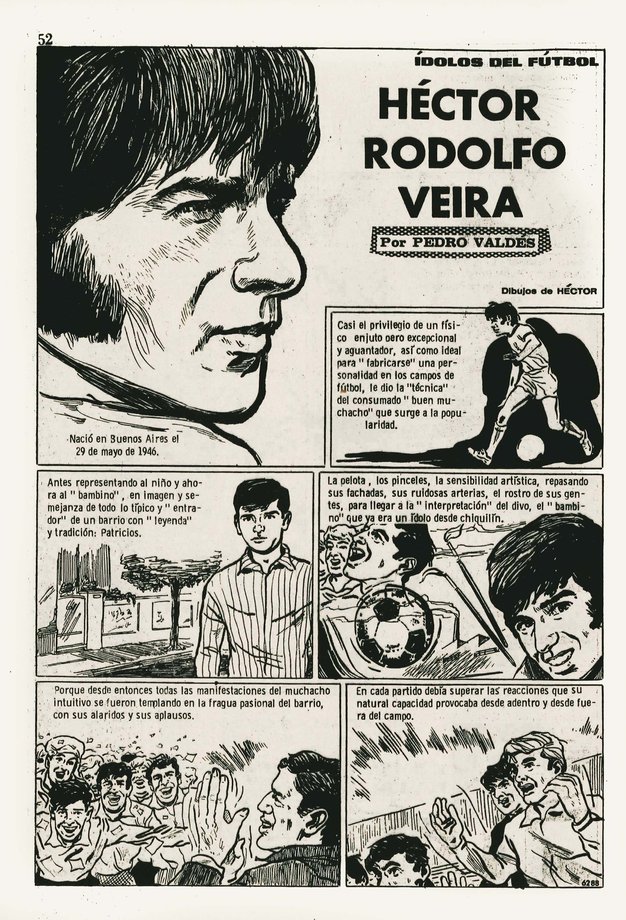 52
ÍDOLOS DEL FÚTBOL
HÉCTOR
RODOLFO
VEIRA
Por PEDRO VALDÉS
Dibujos de HÉCTOR
Nació en Buenos Aires el
29 de mayo de 1946.
Casi el privilegio de un físi-
co enjuto pero excepcional
y aguantador, así como ideal
para "fabricarse" una per-
sonalidad en los campos de
fútbol, le dio la "técnica"
del consumado "buen mu-
chacho" que surge a la popu-
laridad.
Antes representando al niño y aho-
ra al "bambino", en imagen y se-
mejanza de todo lo típico y "entra-
dor" de un barrio con "leyenda"
y tradición: Patricios.
La pelota, los pinceles, la sensibilidad artística, repasando
sus fachadas, sus ruidosas arterias, el rostro de sus gen-
tes, para llegar a la "interpretación" del divo, el "bambi-
no" que ya era un ídolo desde chiquilín.
Porque desde entonces todas las manifestaciones del muchacho
intuitivo se fueron templando en la fragua pasional del barrio,
con sus alaridos y sus aplausos.
En cada partido debía superar las reacciones que su
natural capacidad provocaba desde adentro y desde fue-
ra del campo.
6288